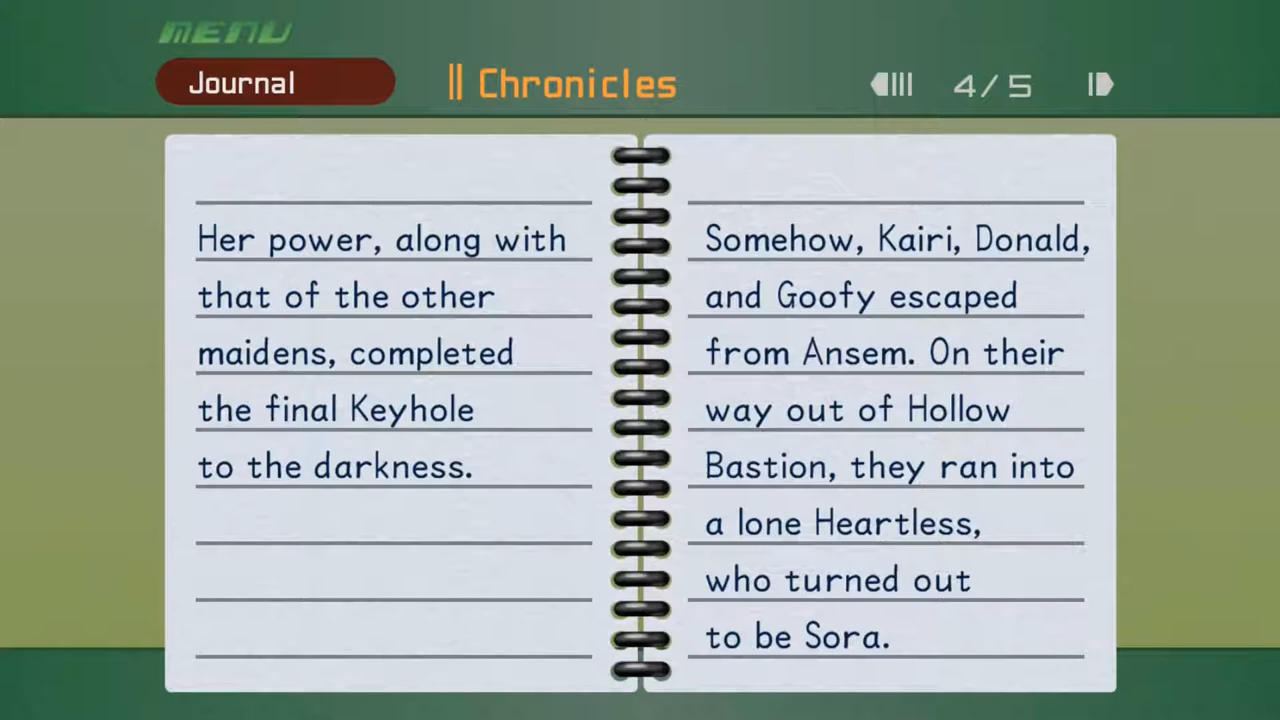 MENU
Journal
Chronicles
4/5
Her power, along with
that of the other
maidens, completed
the final Keyhole
to the darkness.
Somehow, Kairi, Donald,
and Goofy escaped
from Ansem. On their
way out of Hollow
Bastion, they ran into
a lone Heartless,
who turned out
to be Sora.